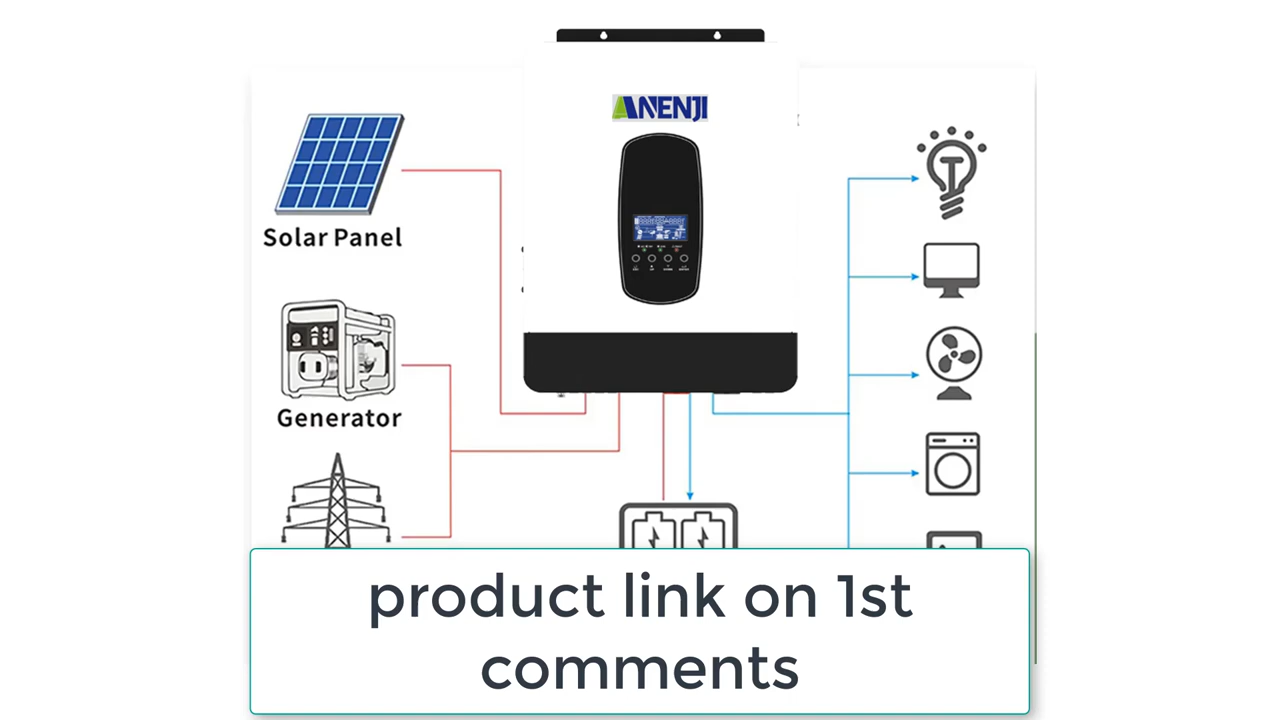 ANENJI
Solar Panel
Generator
product link on 1st
comments